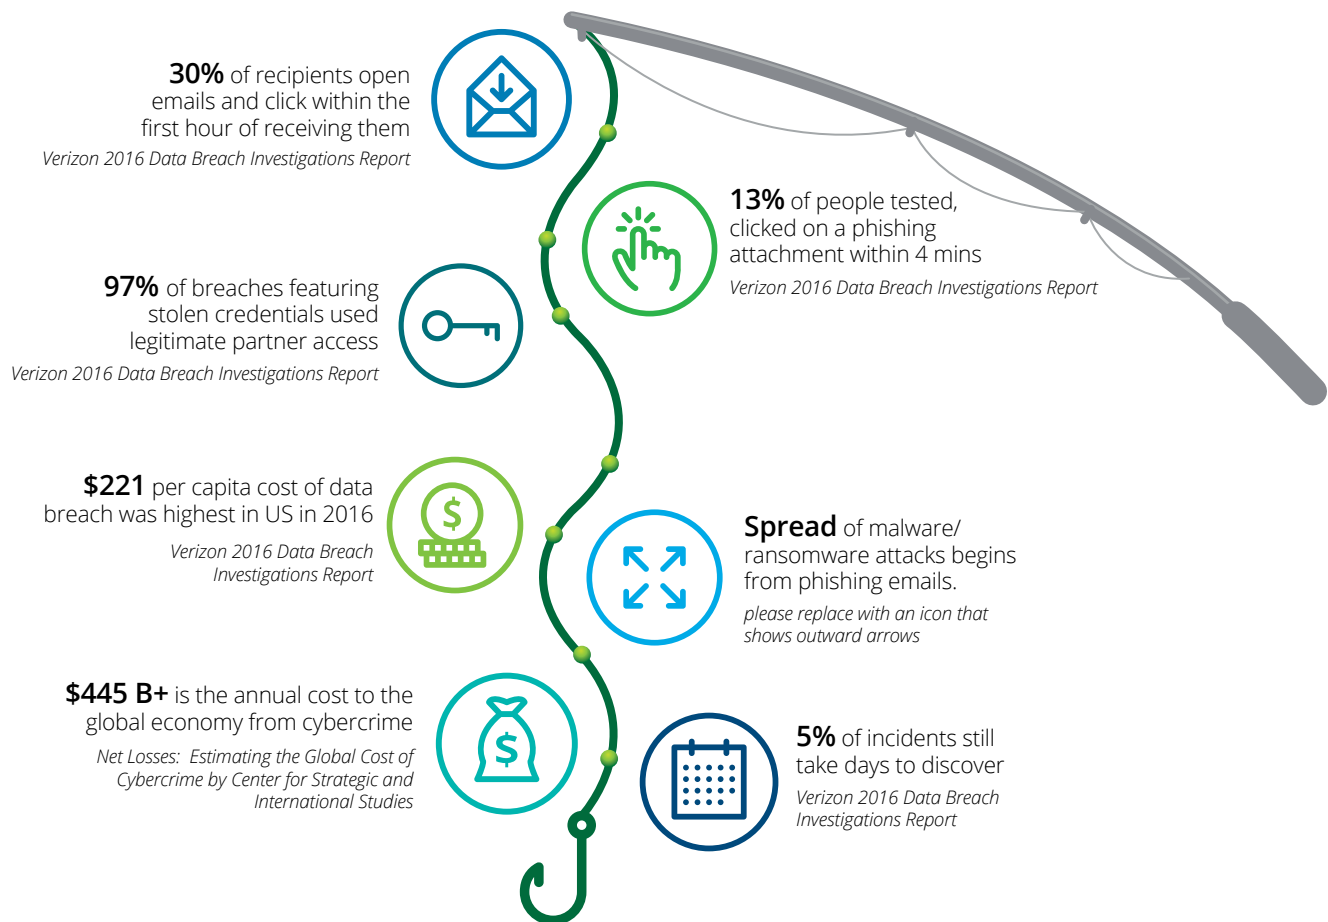 30% of recipients open
emails and click within the
first hour of receiving them
Verizon 2016 Data Breach Investigations Report
13% of people tested,
clicked on a phishing
attachment within 4 mins
Verizon 2016 Data Breach Investigations Report
97% of breaches featuring
stolen credentials used
legitimate partner access
Verizon 2016 Data Breach Investigations Report
$221 per capita cost of data
breach was highest in US in 2016
Verizon 2016 Data Breach
Investigations Report
$
Spread of malware/
ransomware attacks begins
from phishing emails.
please replace with an icon that
shows outward arrows
$445 B+ is the annual cost to the
global economy from cybercrime
Net Losses: Estimating the Global Cost of
Cybercrime by Center for Strategic and
International Studies
$
5% of incidents still
take days to discover
Verizon 2016 Data Breach
Investigations Report